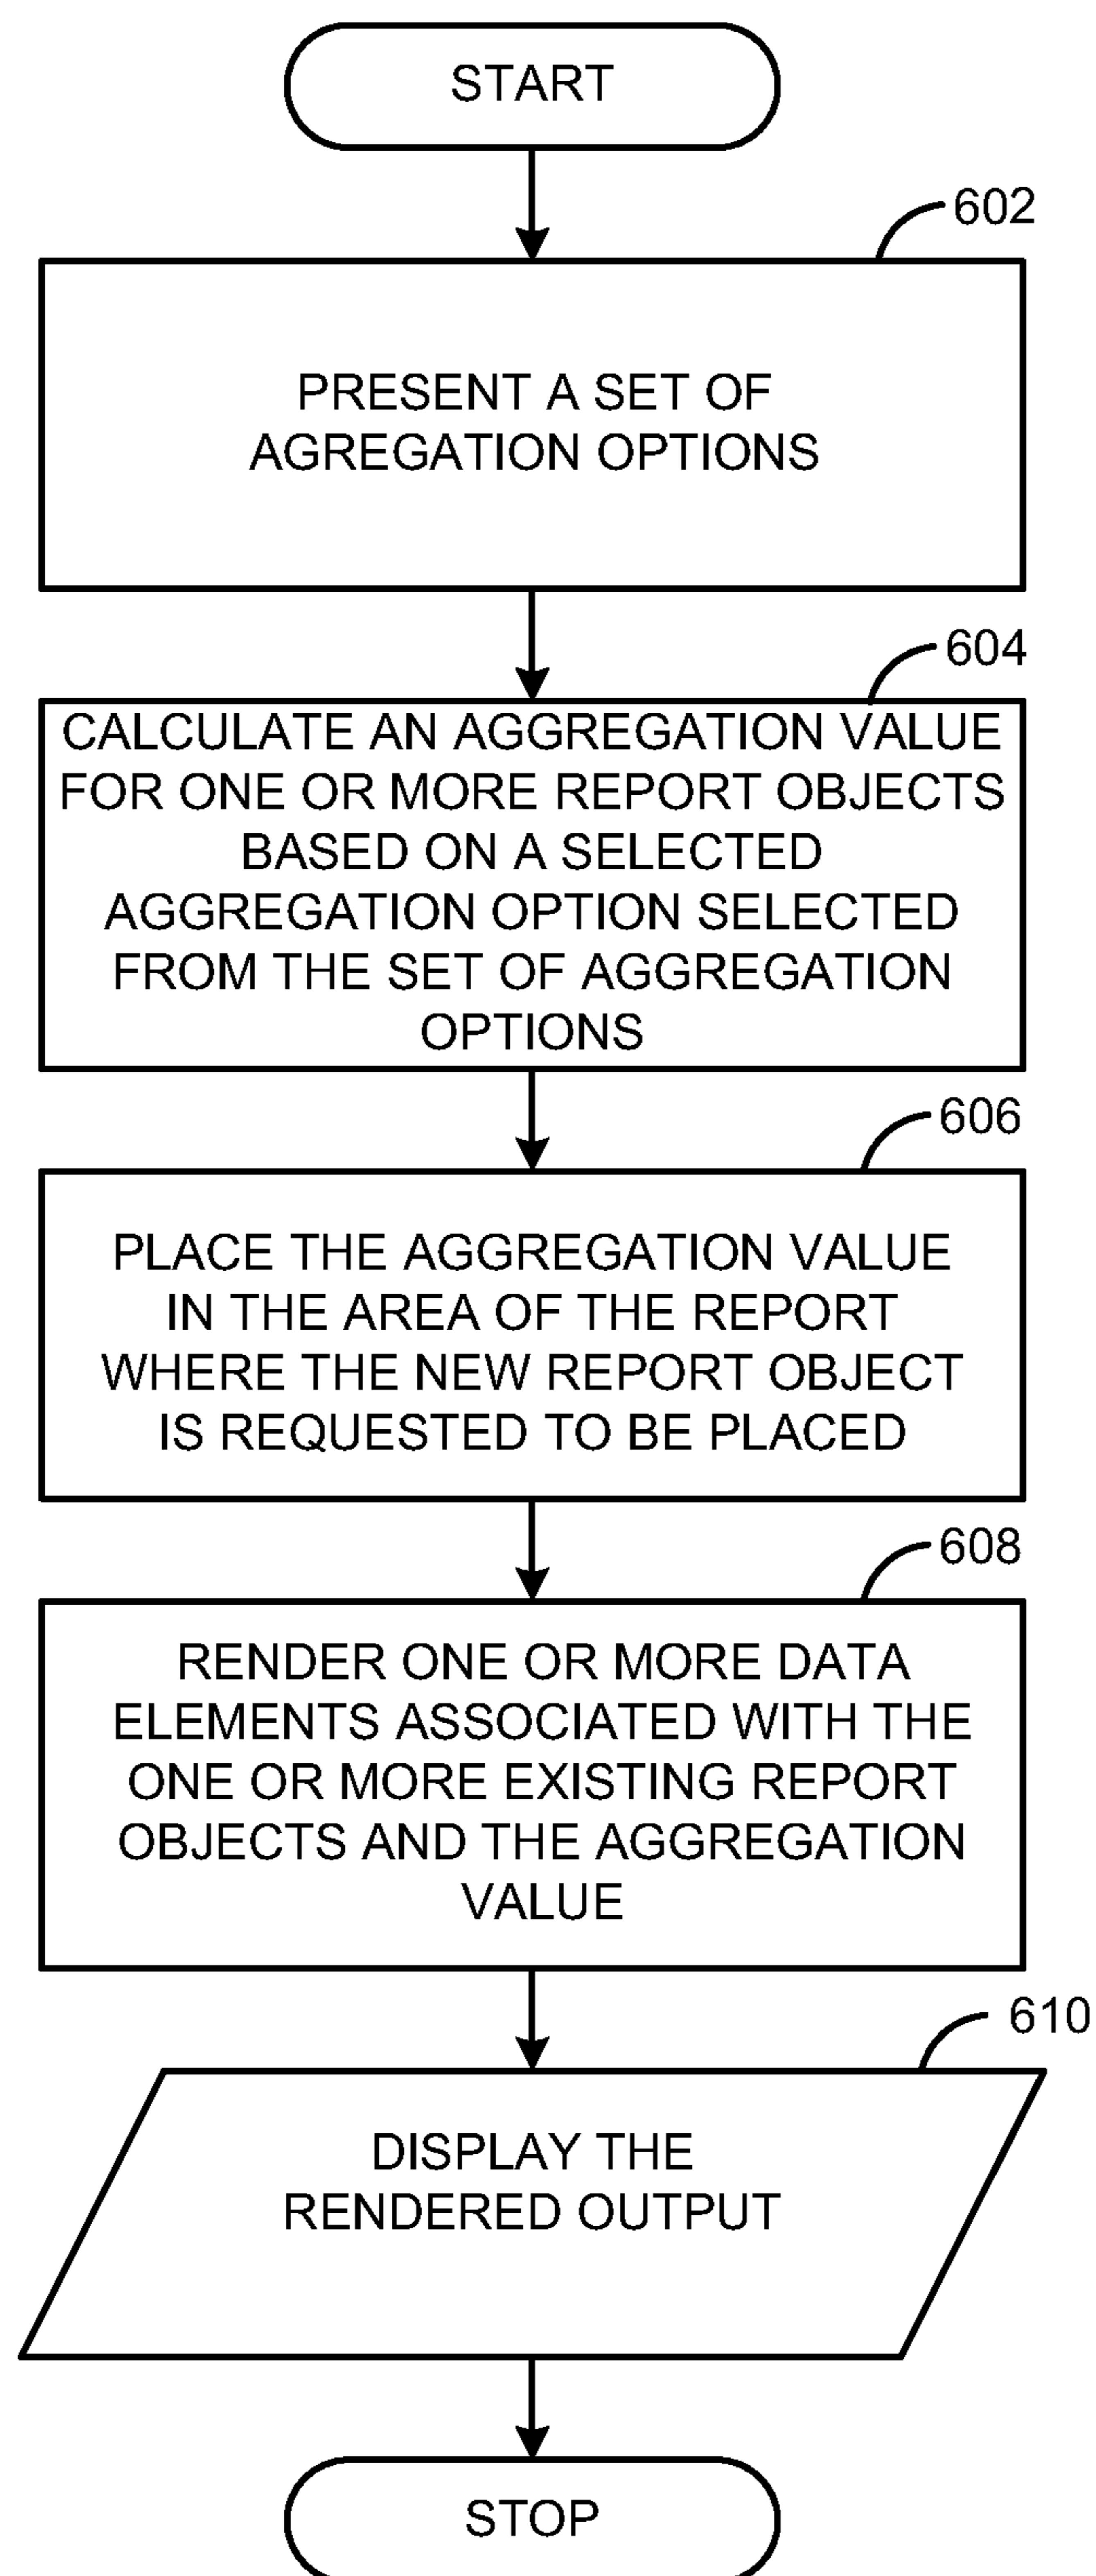 START
602
PRESENT A SET OF
AGREGATION OPTIONS
604
CALCULATE AN AGGREGATION VALUE
FOR ONE OR MORE REPORT OBJECTS
BASED ON A SELECTED
AGGREGATION OPTION SELECTED
FROM THE SET OF AGGREGATION
OPTIONS
606
PLACE THE AGGREGATION VALUE
IN THE AREA OF THE REPORT
WHERE THE NEW REPORT OBJECT
IS REQUESTED TO BE PLACED
608
RENDER ONE OR MORE DATA
ELEMENTS ASSOCIATED WITH THE
ONE OR MORE EXISTING REPORT
OBJECTS AND THE AGGREGATION
VALUE
610
DISPLAY THE
RENDERED OUTPUT
STOP